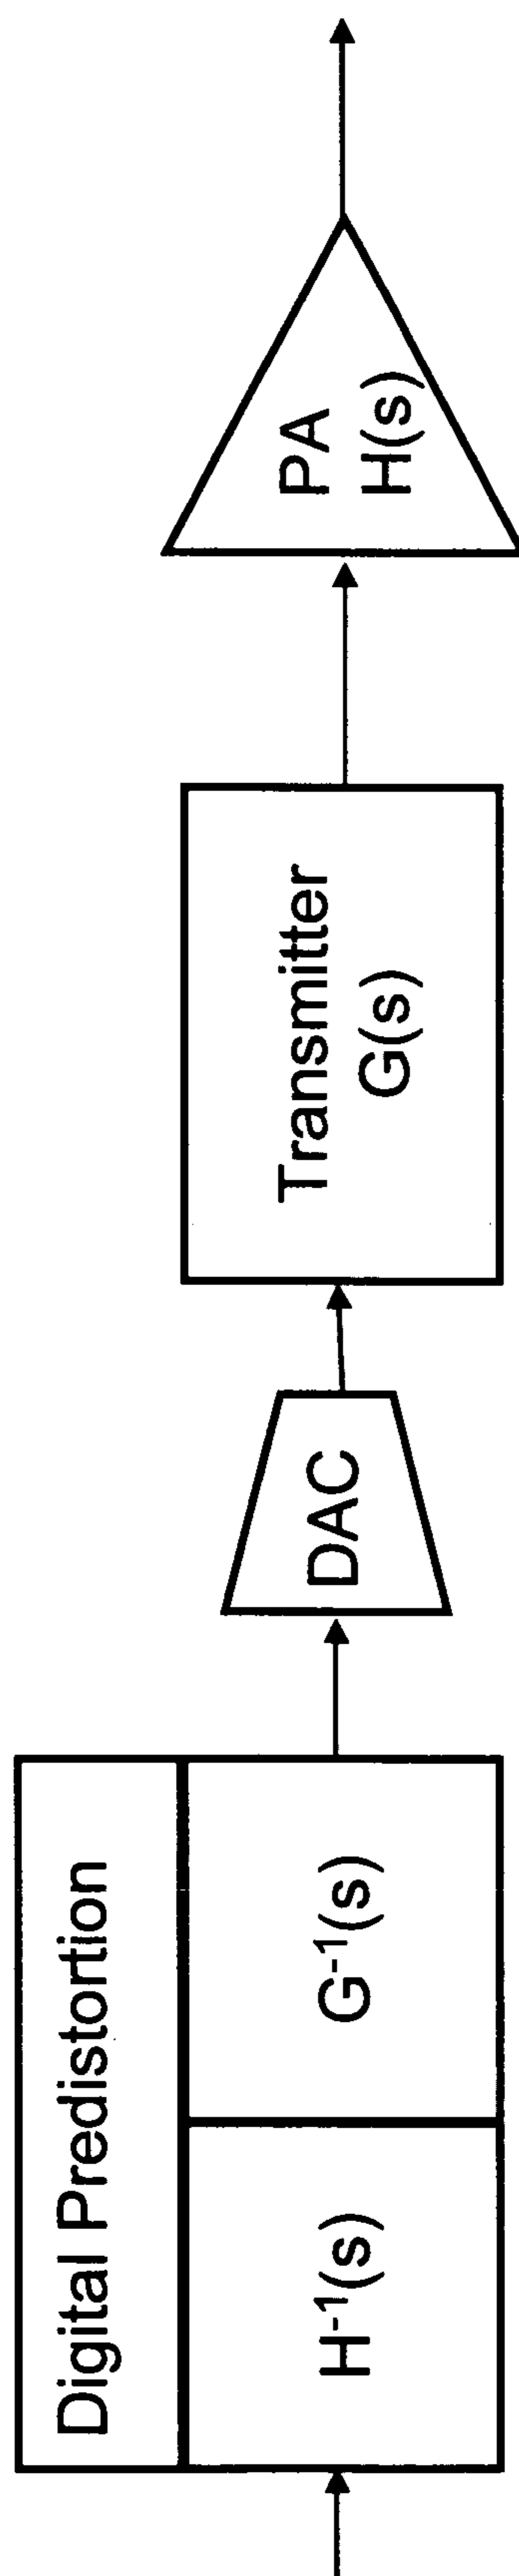 Digital Predistortion
H⁻¹(s)
G⁻¹(s)
DAC
Transmitter
G(s)
PA
H(s)